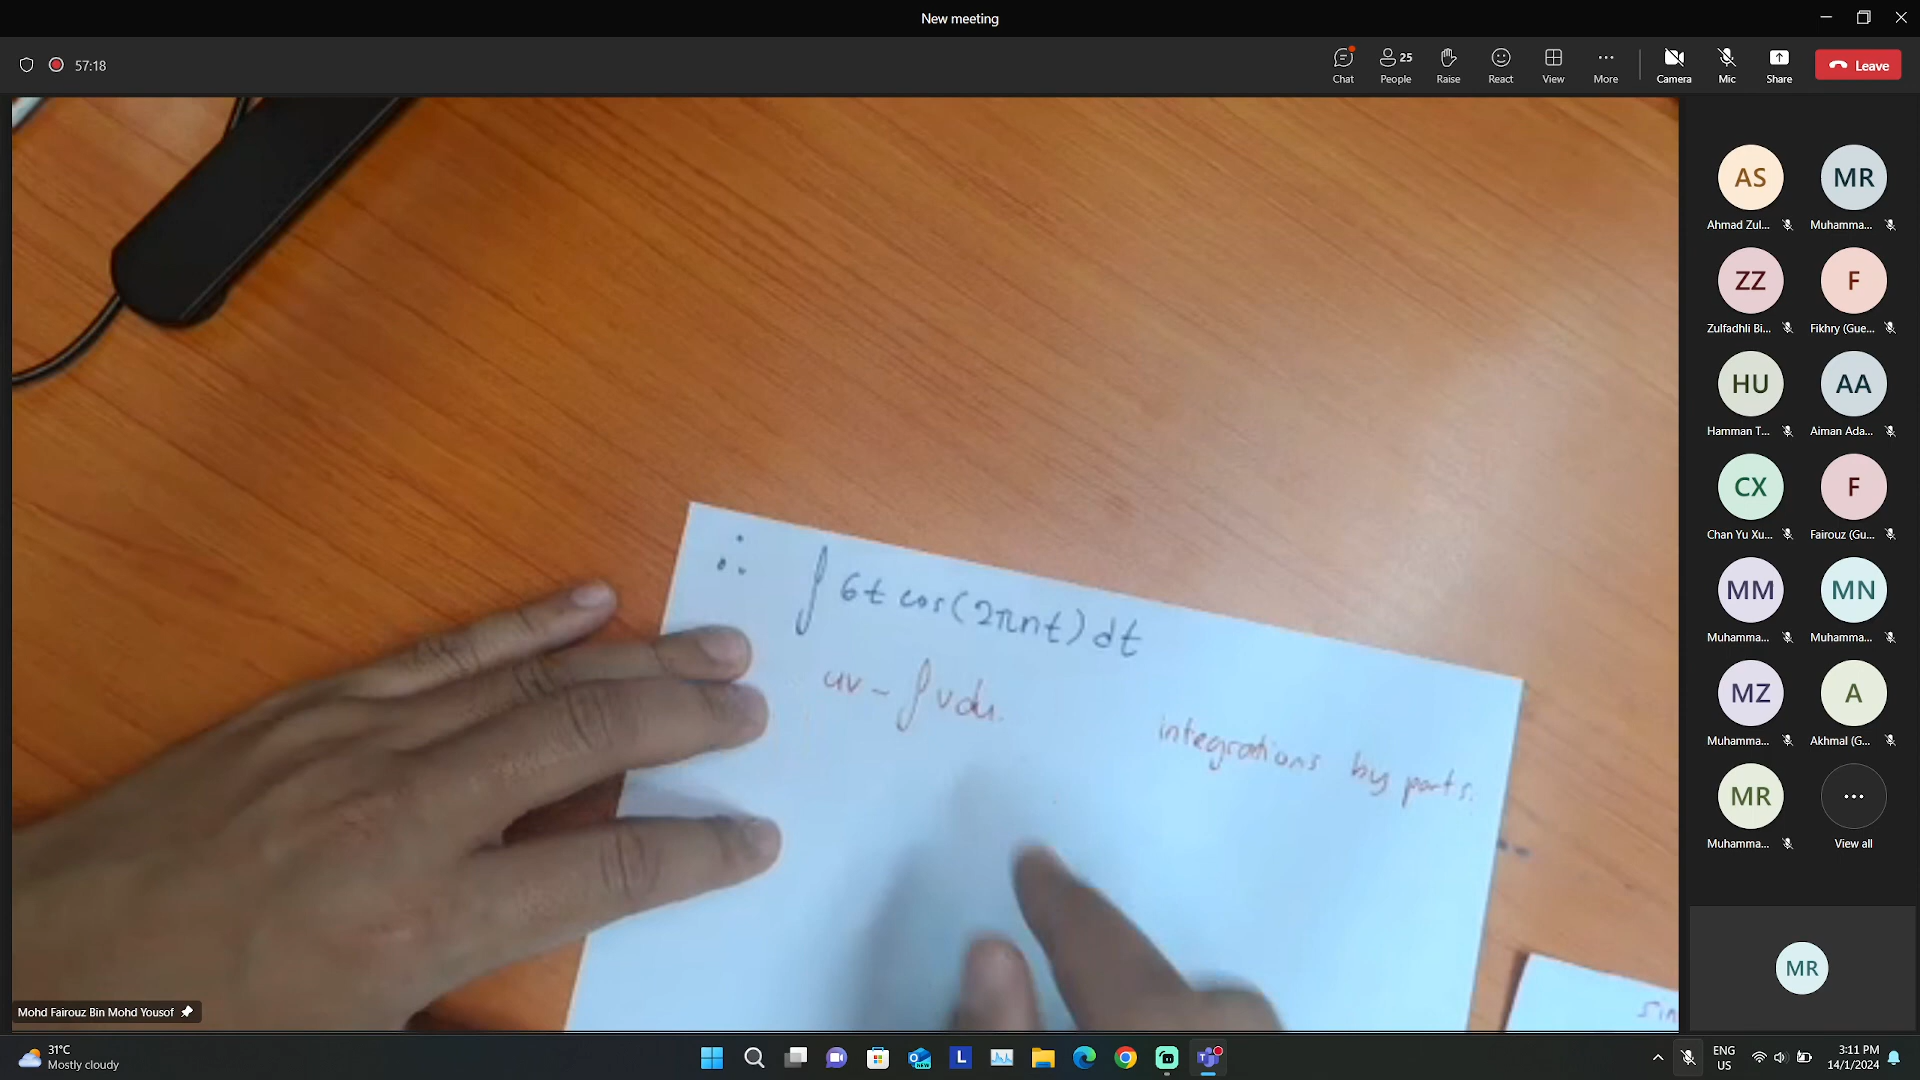 New meeting
57:18
Chat
25
People
Raise
React
View
More
Camera
Mic
Share
Leave
AS
MR
Ahmad Zul...
Muhamma...
ZZ
F
Zulfadhli Bi...
Fikhry (Gue...
HU
AA
Hamman T...
Aiman Ada...
CX
F
Chan Yu Xu...
Fairouz (Gu...
MM
MN
Muhamma...
Muhamma...
MZ
A
Muhamma...
Akhmal (G...
MR
Muhamma...
View all
MR
∴ ∫ 6t cos(2πnt) dt
uv - ∫ v du.
integrations by parts.
sin
Mohd Fairouz Bin Mohd Yousof
31°C
Mostly cloudy
NEW
L
ENG
US
3:11 PM
14/1/2024